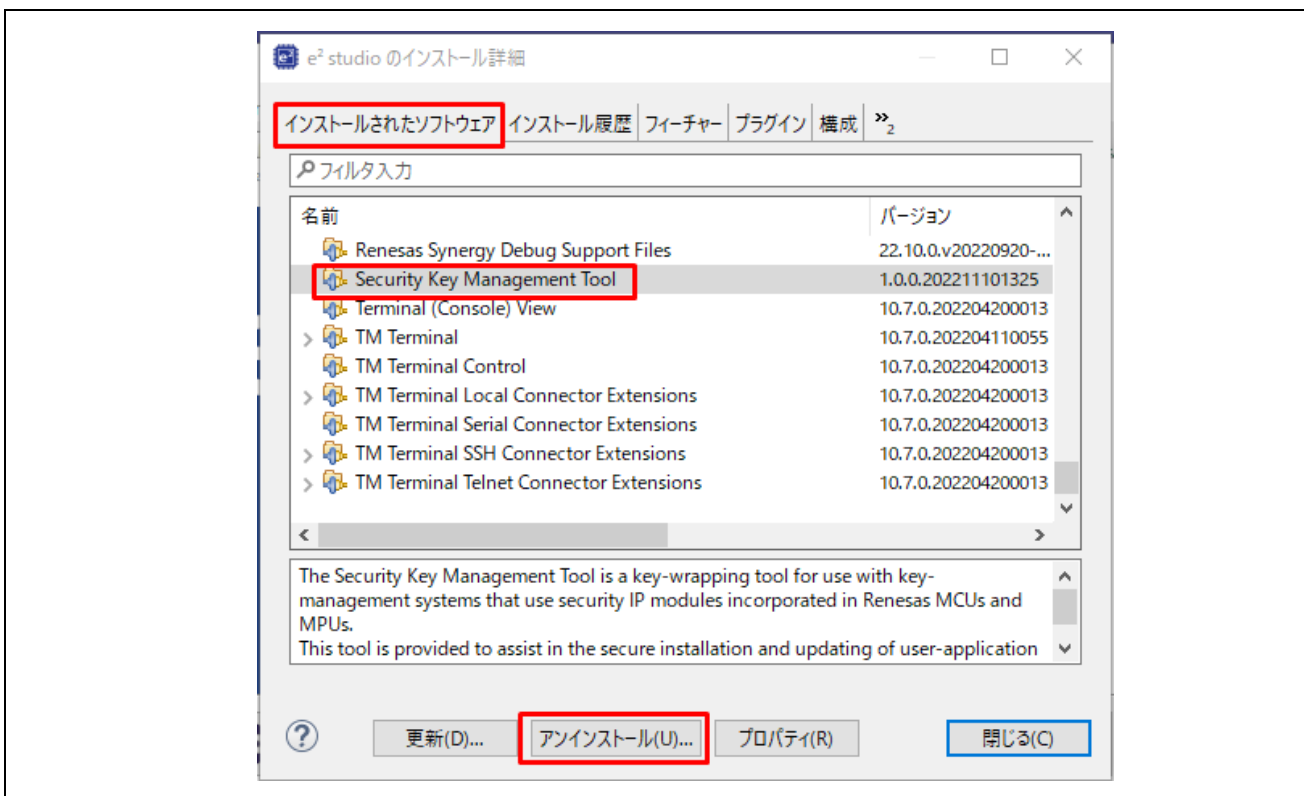 e² studio のインストール詳細
インストールされたソフトウェア インストール履歴 フィーチャー プラグイン 構成 »2
フィルタ入力
名前 バージョン
Renesas Synergy Debug Support Files 22.10.0.v20220920-...
Security Key Management Tool 1.0.0.202211101325
Terminal (Console) View 10.7.0.202204200013
TM Terminal 10.7.0.202204110055
TM Terminal Control 10.7.0.202204200013
TM Terminal Local Connector Extensions 10.7.0.202204200013
TM Terminal Serial Connector Extensions 10.7.0.202204200013
TM Terminal SSH Connector Extensions 10.7.0.202204200013
TM Terminal Telnet Connector Extensions 10.7.0.202204200013
The Security Key Management Tool is a key-wrapping tool for use with key-
management systems that use security IP modules incorporated in Renesas MCUs and
MPUs.
This tool is provided to assist in the secure installation and updating of user-application
更新(D)... アンインストール(U)... プロパティ(R) 閉じる(C)